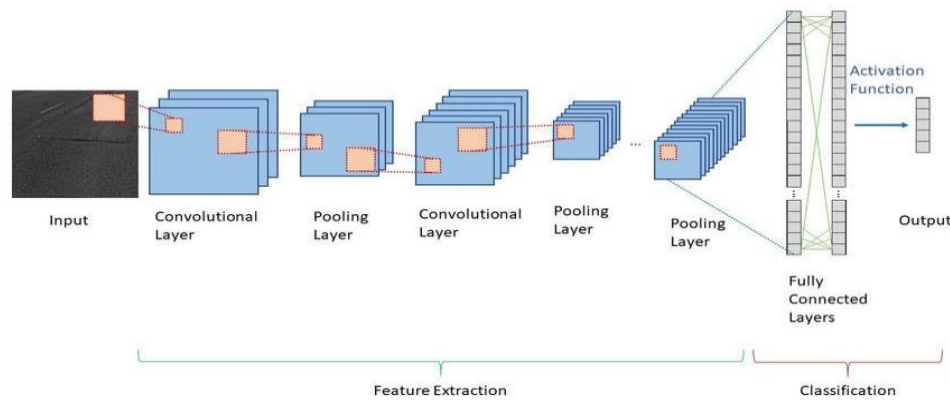 Activation
Function
Input
Convolutional
Layer
Pooling
Layer
Convolutional
Layer
Pooling
Layer
...
Pooling
Layer
Output
Fully
Connected
Layers
Feature Extraction
Classification